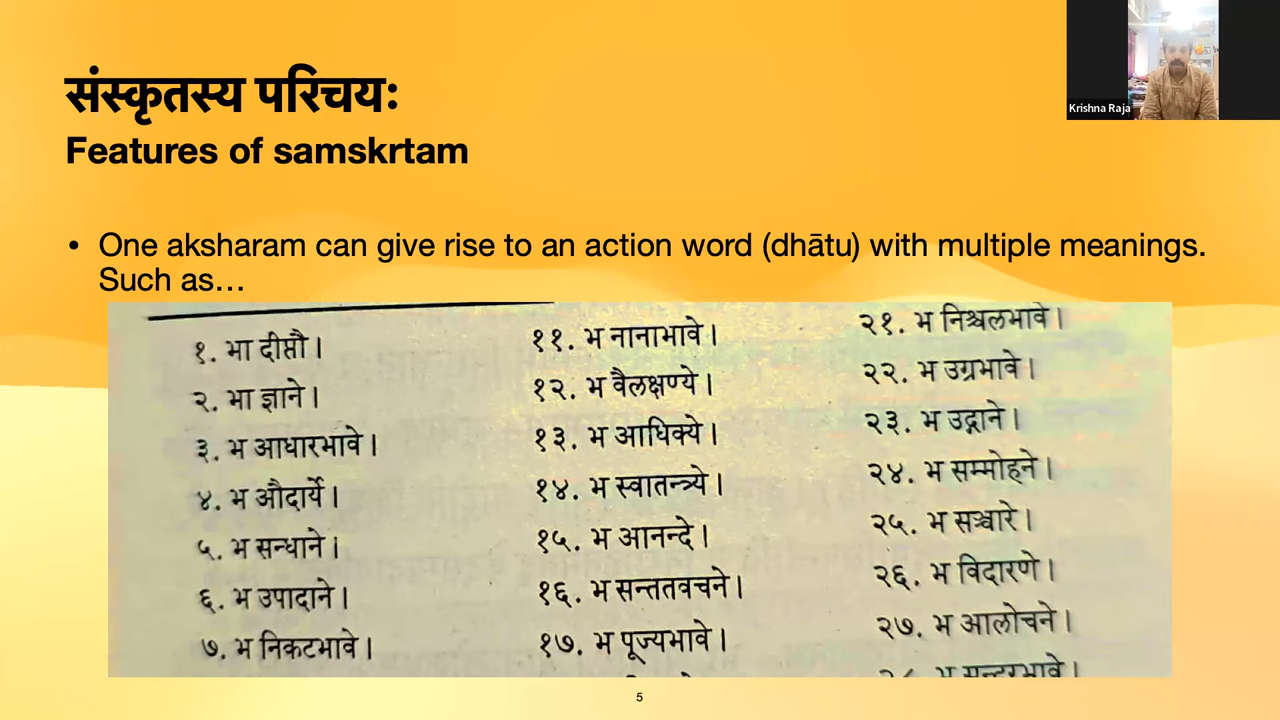 संस्कृतस्य परिचयः
Features of samskrtam
Krishna Raja
• One aksharam can give rise to an action word (dhātu) with multiple meanings.
Such as...
१. भा दीप्तौ।
२. भा ज्ञाने।
३. भ आधारभावे।
४. भ औदार्ये।
५. भ सन्धाने।
६. भ उपादाने।
७. भ निकटभावे।
११. भ नानाभावे।
१२. भ वैलक्षण्ये।
१३. भ आधिक्ये।
१४. भ स्वातन्त्र्ये।
१५. भ आनन्दे।
१६. भ सन्ततवचने।
१७. भ पूज्यभावे।
२१. भ निश्चलभावे।
२२. भ उग्रभावे।
२३. भ उद्गाने।
२४. भ सम्मोहने।
२५. भ सञ्चारे।
२६. भ विदारणे।
२७. भ आलोचने।
5